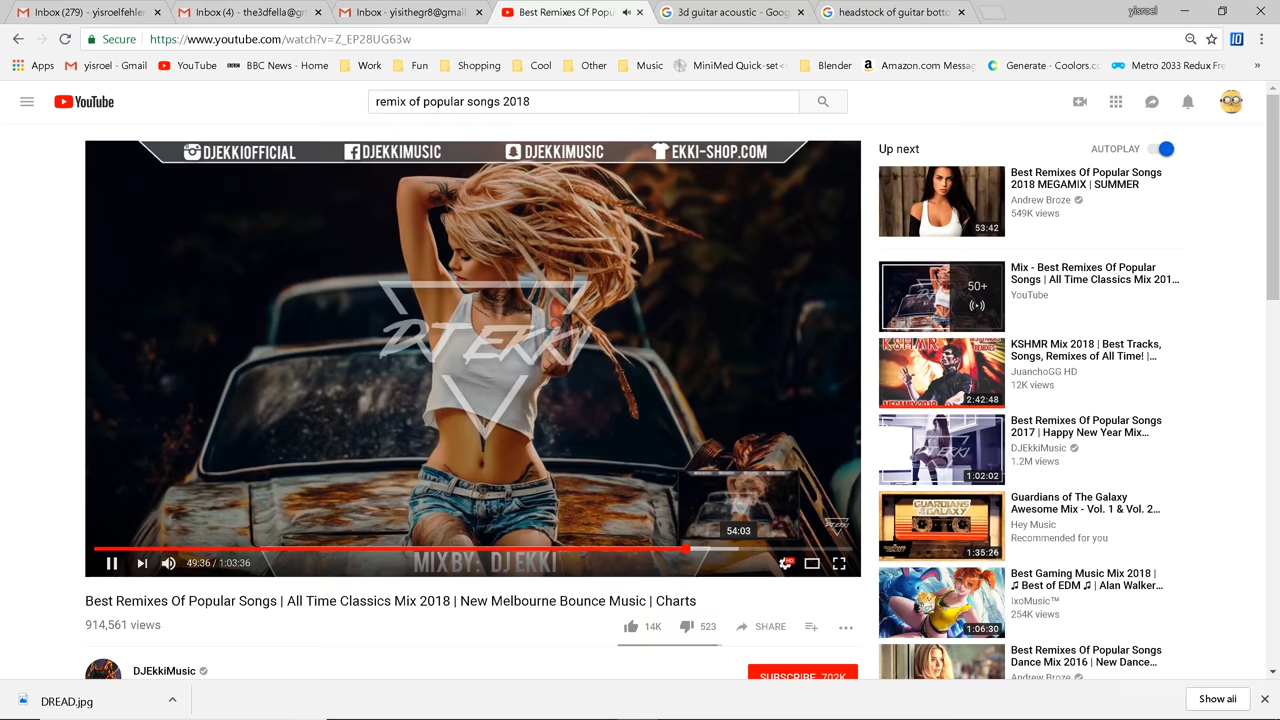 Inbox (279) - yisroelfehler
Inbox (4) - the3dfella@gm
Inbox - yisithegr8@gmail
Best Remixes Of Popul
3d guitar acoustic - Goog
headstock of guitar botto
yisroel
Secure
https://www.youtube.com/watch?v=Z_EP28UG63w
Apps
yisroel - Gmail
YouTube
BBC News - Home
Work
Fun
Shopping
Cool
Other
Music
MiniMed Quick-set
Blender
Amazon.com Messag
Generate - Coolors.c
Metro 2033 Redux Fre
YouTube
remix of popular songs 2018
DJEKKIOFFICIAL
DJEKKIMUSIC
DJEKKIMUSIC
EKKI-SHOP.COM
DJ EKKI
54:03
49:36 / 1:03:36
HD
MIX BY: DJ EKKI
Best Remixes Of Popular Songs | All Time Classics Mix 2018 | New Melbourne Bounce Music | Charts
914,561 views
14K
523
SHARE
DJEkkiMusic
SUBSCRIBE 702K
Up next
AUTOPLAY
53:42
Best Remixes Of Popular Songs
2018 MEGAMIX | SUMMER
Andrew Broze
549K views
50+
Mix - Best Remixes Of Popular
Songs | All Time Classics Mix 201...
YouTube
KSHMR
2:42:48
KSHMR Mix 2018 | Best Tracks,
Songs, Remixes of All Time! |...
JuanchoGG HD
12K views
1:02:02
Best Remixes Of Popular Songs
2017 | Happy New Year Mix...
DJEkkiMusic
1.2M views
GUARDIANS
GALAXY
1:35:26
Guardians of The Galaxy
Awesome Mix - Vol. 1 & Vol. 2...
Hey Music
Recommended for you
1:06:30
Best Gaming Music Mix 2018 |
♫ Best of EDM ♫ | Alan Walker...
IxoMusic™
254K views
Best Remixes Of Popular Songs
Dance Mix 2016 | New Dance...
Andrew Broze
DREAD.jpg
Show all